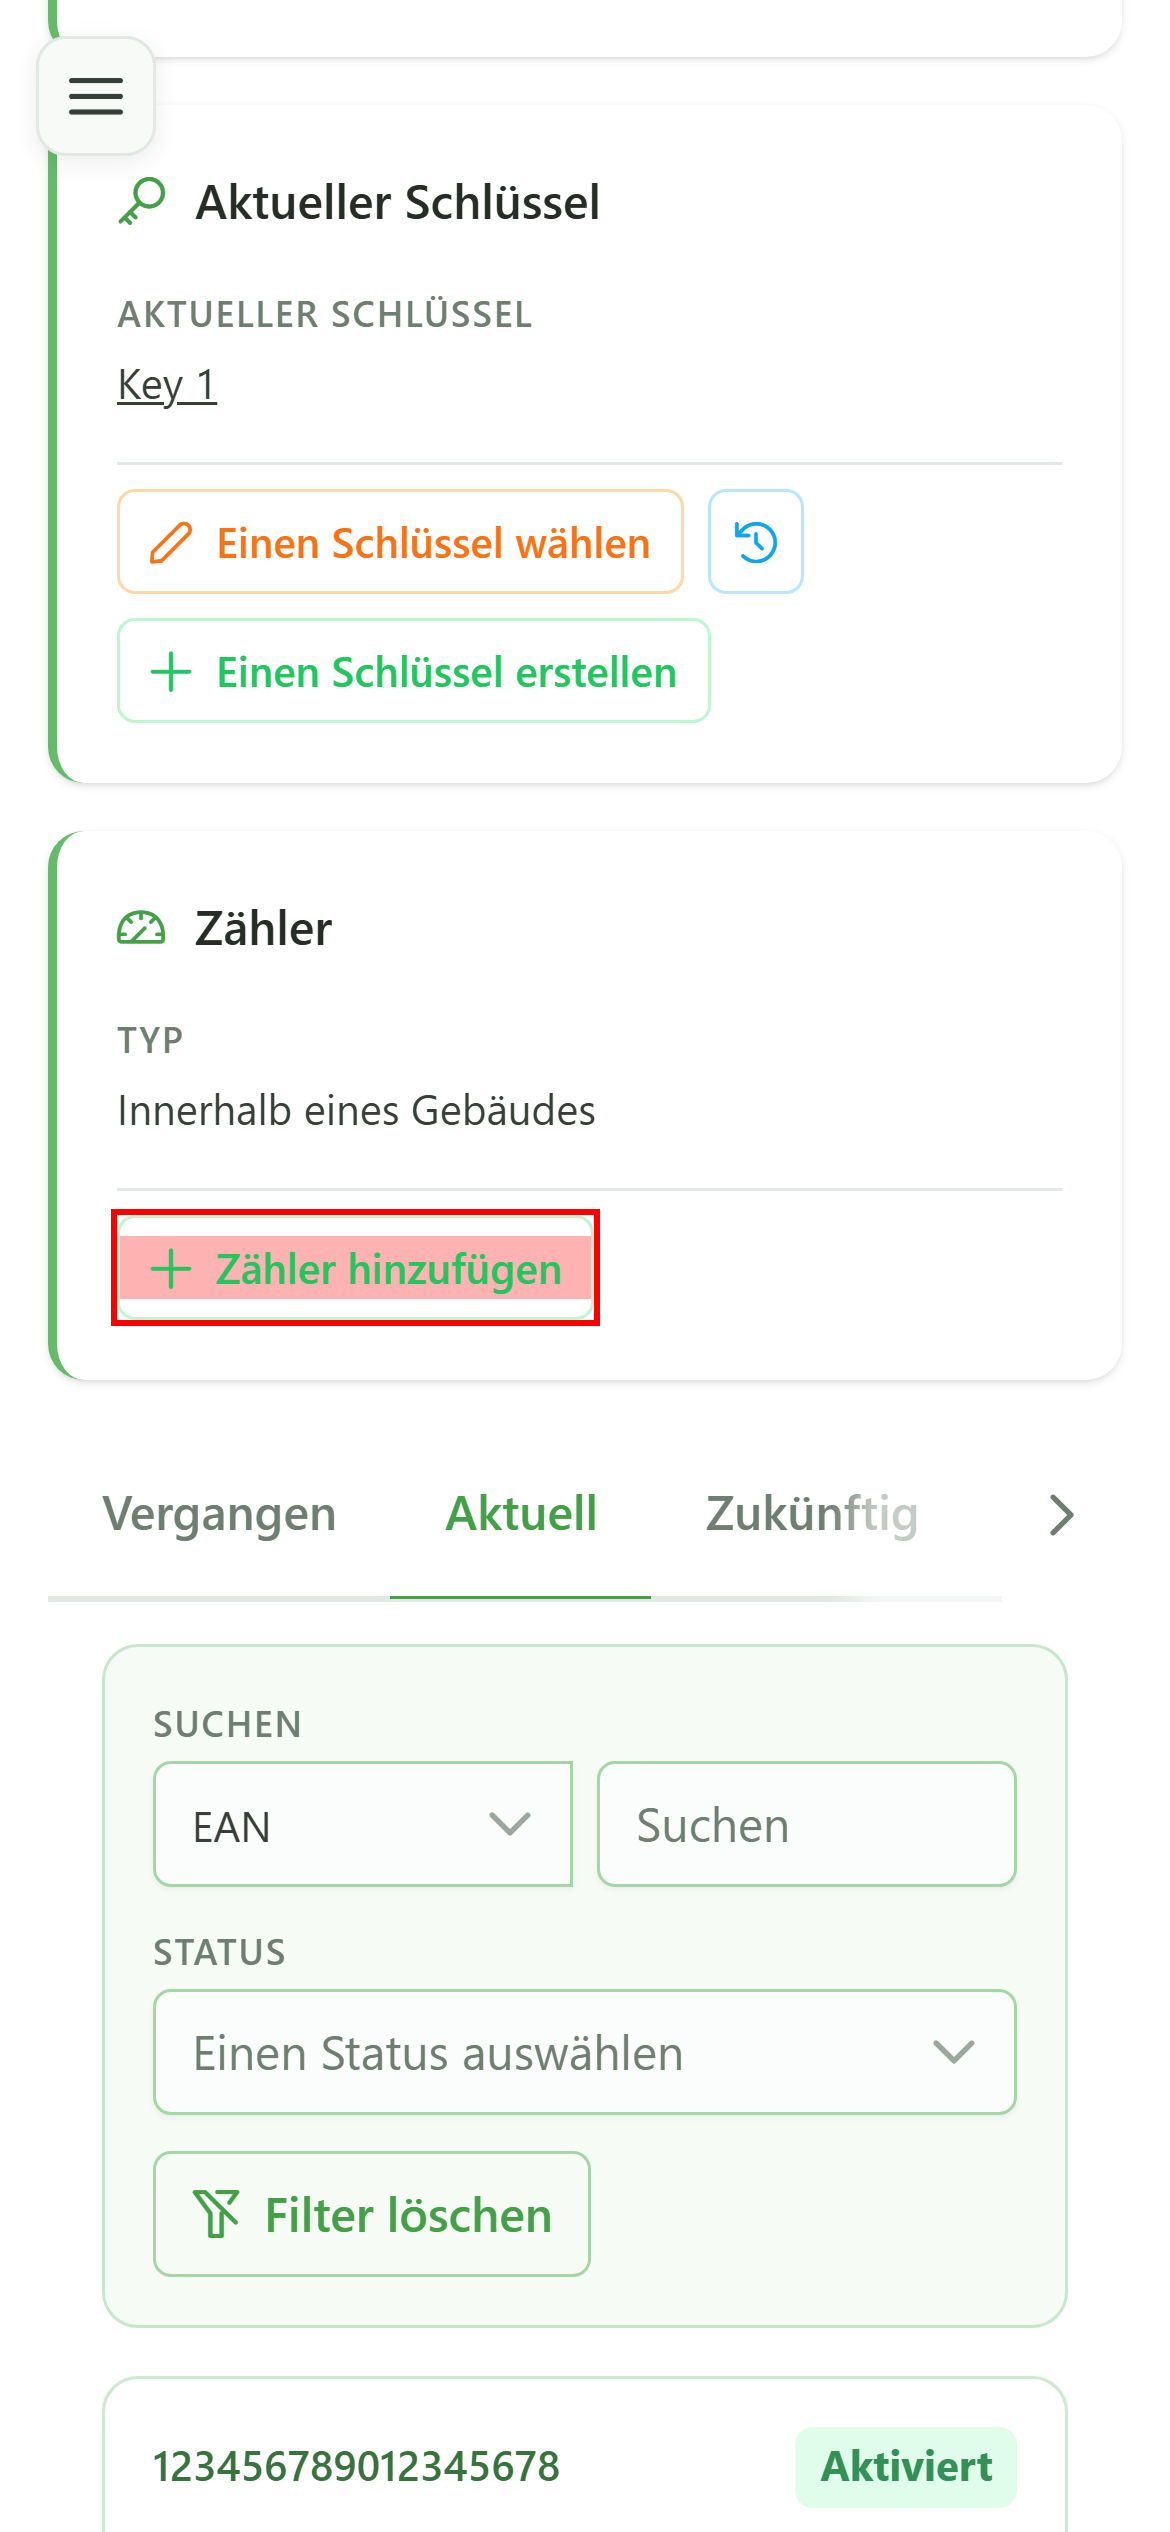 Aktueller Schlüssel
AKTUELLER SCHLÜSSEL
Key 1
Einen Schlüssel wählen
Einen Schlüssel erstellen
Zähler
TYP
Innerhalb eines Gebäudes
Zähler hinzufügen
Vergangen Aktuell Zukünftig
SUCHEN
EAN Suchen
STATUS
Einen Status auswählen
Filter löschen
123456789012345678 Aktiviert